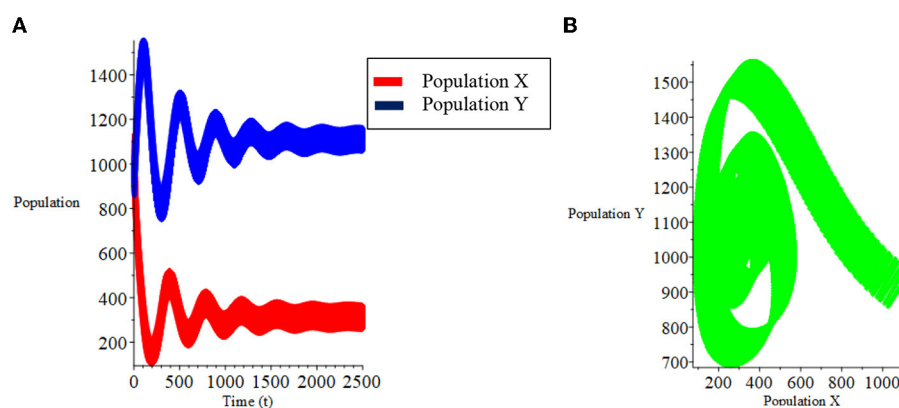 A
1400
1200
1000
Population
800
600
400
200
0 500 1000 1500 2000 2500
Time (t)
Population X
Population Y
B
1500
1400
1300
1200
Population Y
1100
1000
900
800
700
200 400 600 800 1000
Population X